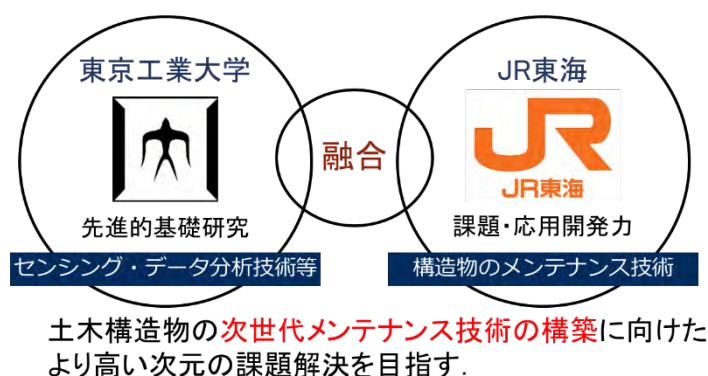 東京工業大学
JR東海
融合
JR
JR東海
先進的基礎研究
課題・応用開発力
センシング・データ分析技術等
構造物のメンテナンス技術
土木構造物の次世代メンテナンス技術の構築に向けた
より高い次元の課題解決を目指す.